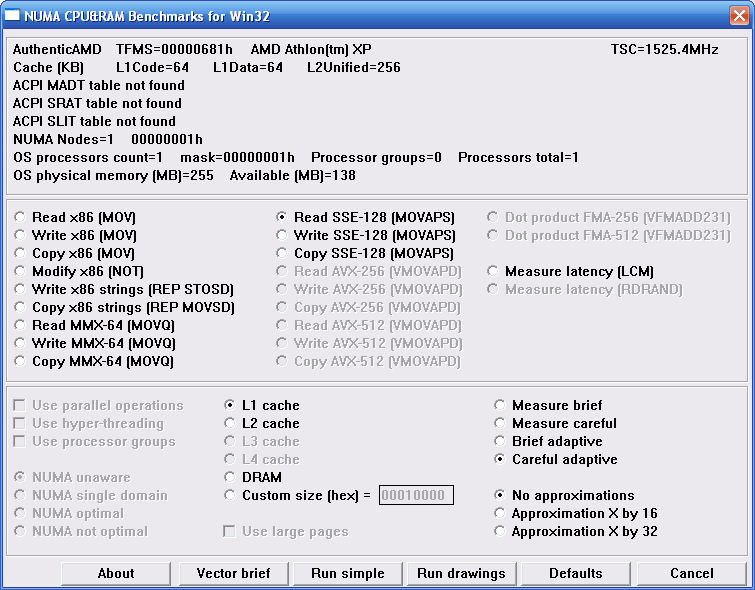 NUMA CPU&RAM Benchmarks for Win32
AuthenticAMD TFMS=00000681h AMD Athlon(tm) XP TSC=1525.4MHz
Cache (KB) L1Code=64 L1Data=64 L2Unified=256
ACPI MADT table not found
ACPI SRAT table not found
ACPI SLIT table not found
NUMA Nodes=1 00000001h
OS processors count=1 mask=00000001h Processor groups=0 Processors total=1
OS physical memory (MB)=255 Available (MB)=138
Read x86 (MOV)
Write x86 (MOV)
Copy x86 (MOV)
Modify x86 (NOT)
Write x86 strings (REP STOSD)
Copy x86 strings (REP MOVSD)
Read MMX-64 (MOVQ)
Write MMX-64 (MOVQ)
Copy MMX-64 (MOVQ)
Read SSE-128 (MOVAPS)
Write SSE-128 (MOVAPS)
Copy SSE-128 (MOVAPS)
Read AVX-256 (VMOVAPD)
Write AVX-256 (VMOVAPD)
Copy AVX-256 (VMOVAPD)
Read AVX-512 (VMOVAPD)
Write AVX-512 (VMOVAPD)
Copy AVX-512 (VMOVAPD)
Dot product FMA-256 (VFMADD231)
Dot product FMA-512 (VFMADD231)
Measure latency (LCM)
Measure latency (RDRAND)
Use parallel operations
Use hyper-threading
Use processor groups
NUMA unaware
NUMA single domain
NUMA optimal
NUMA not optimal
L1 cache
L2 cache
L3 cache
L4 cache
DRAM
Custom size (hex) = 00010000
Use large pages
Measure brief
Measure careful
Brief adaptive
Careful adaptive
No approximations
Approximation X by 16
Approximation X by 32
About Vector brief Run simple Run drawings Defaults Cancel